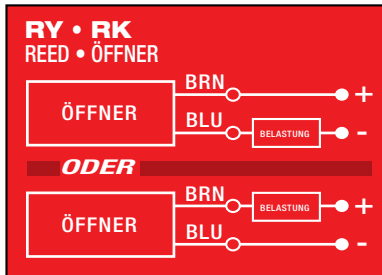 RY • RK
REED • ÖFFNER
BRN
+
ÖFFNER
BLU
BELASTUNG
-
ODER
BRN
BELASTUNG
+
ÖFFNER
BLU
-